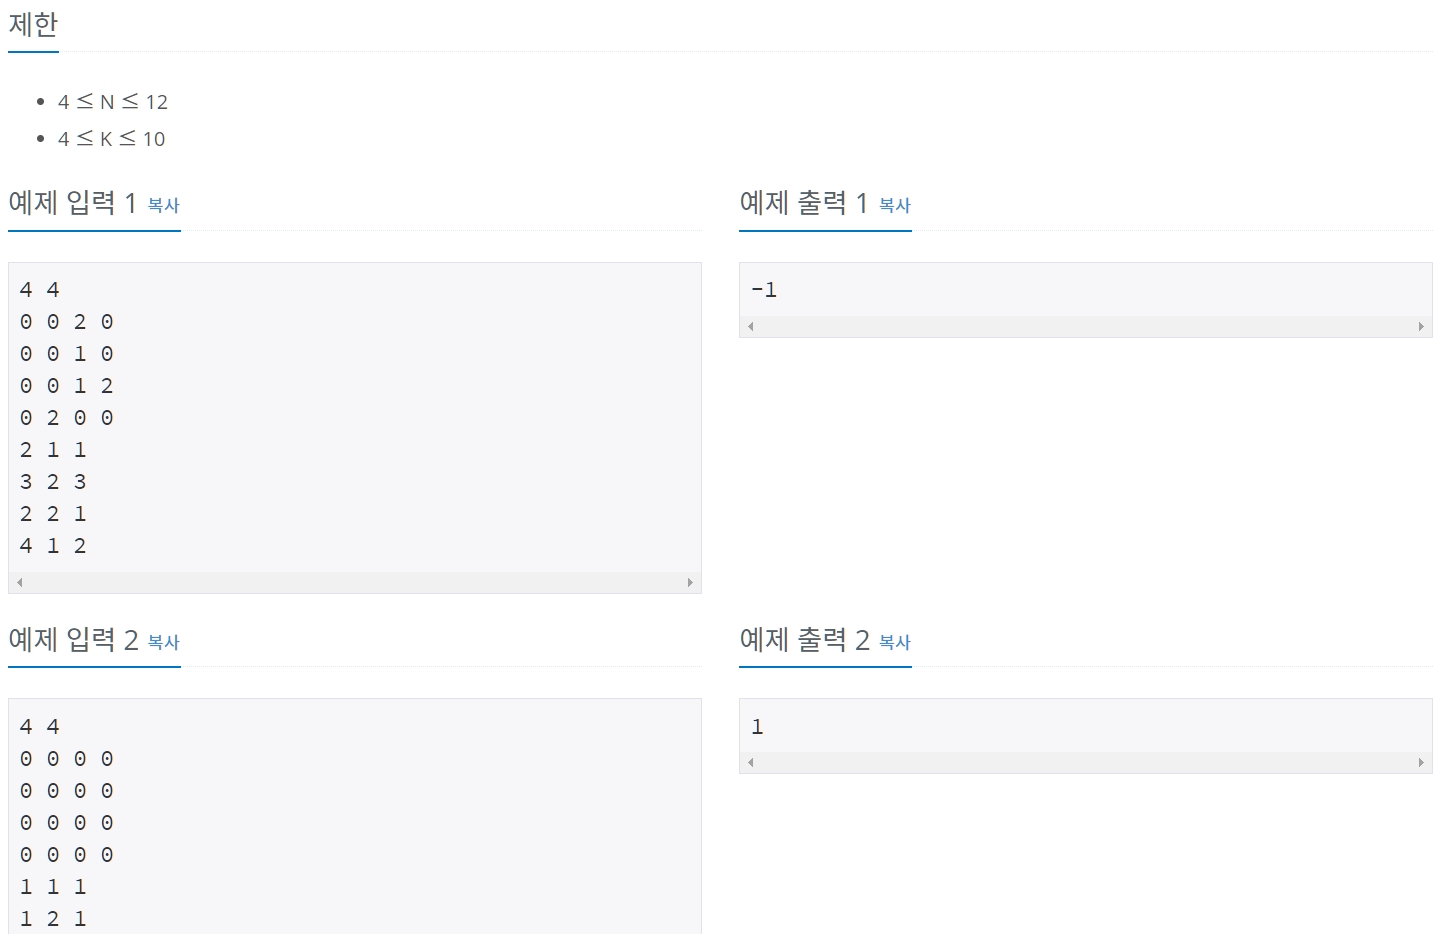 제한
4 ≤ N ≤ 12
4 ≤ K ≤ 10
예제 입력 1 복사
4 4
0 0 2 0
0 0 1 0
0 0 1 2
0 2 0 0
2 1 1
3 2 3
2 2 1
4 1 2
예제 출력 1 복사
-1
예제 입력 2 복사
4 4
0 0 0 0
0 0 0 0
0 0 0 0
0 0 0 0
1 1 1
1 2 1
예제 출력 2 복사
1